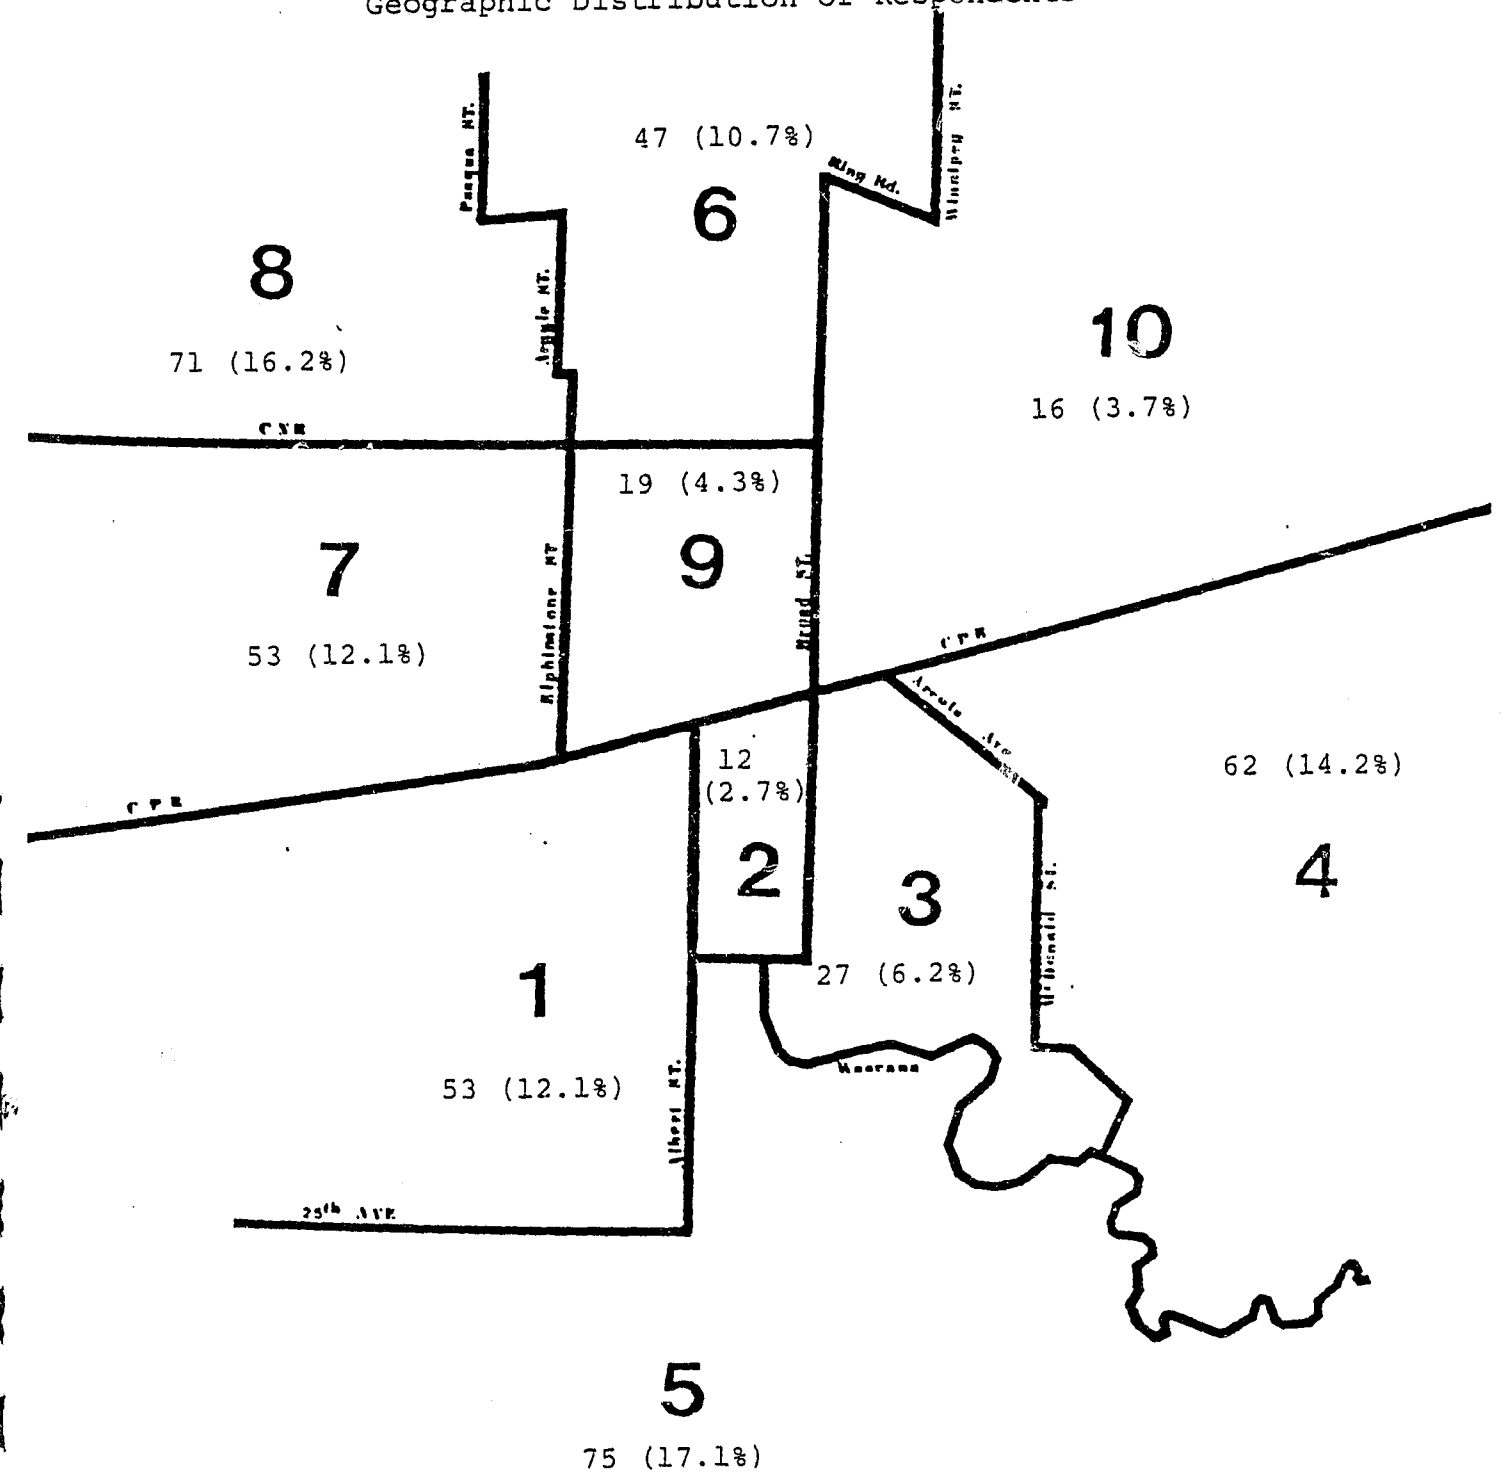 Geographic Distribution of Respondents
47 (10.7%)
Pasqua ST.
Winnipeg ST.
Ring Rd.
6
8
Argyle ST.
10
71 (16.2%)
16 (3.7%)
CNR
19 (4.3%)
7
9
Elphinstone ST
Broad ST.
53 (12.1%)
CPR
Arcola Ave
12
(2.7%)
62 (14.2%)
CPR
2
3
4
McDonald ST.
27 (6.2%)
1
Wascana
53 (12.1%)
Albert ST.
25th AVE
5
75 (17.1%)